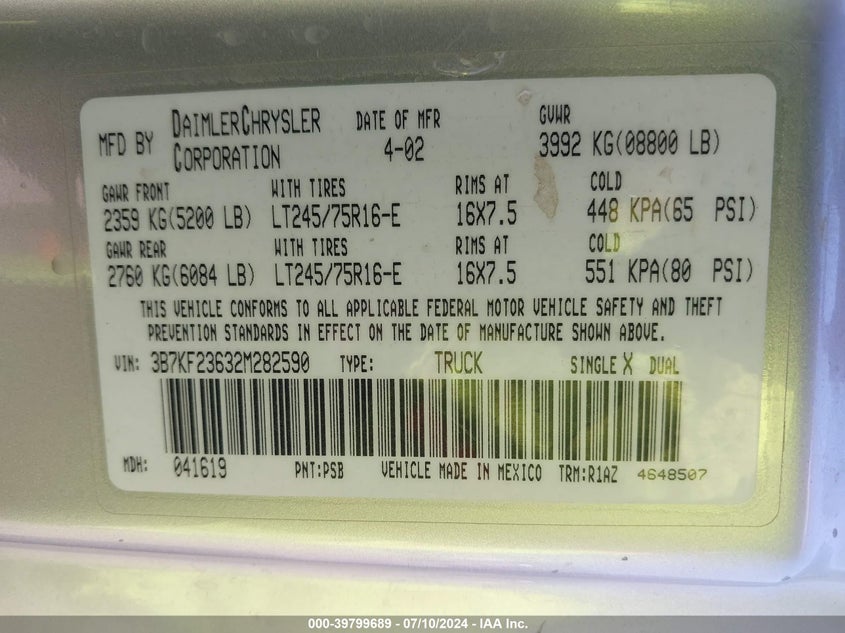 MFD BY DAIMLERCHRYSLER CORPORATION DATE OF MFR 4-02 GVWR 3992 KG(08800 LB)
GAWR FRONT WITH TIRES RIMS AT COLD
2359 KG(5200 LB) LT245/75R16-E 16X7.5 448 KPA(65 PSI)
GAWR REAR WITH TIRES RIMS AT COLD
2760 KG(6084 LB) LT245/75R16-E 16X7.5 551 KPA(80 PSI)
THIS VEHICLE CONFORMS TO ALL APPLICABLE FEDERAL MOTOR VEHICLE SAFETY AND THEFT
PREVENTION STANDARDS IN EFFECT ON THE DATE OF MANUFACTURE SHOWN ABOVE.
VIN: 3B7KF23632M282590 TYPE: TRUCK SINGLE X DUAL
MDH: 041619 PNT:PSB VEHICLE MADE IN MEXICO TRM:R1AZ 4648507
000-39799689 - 07/10/2024 - IAA Inc.